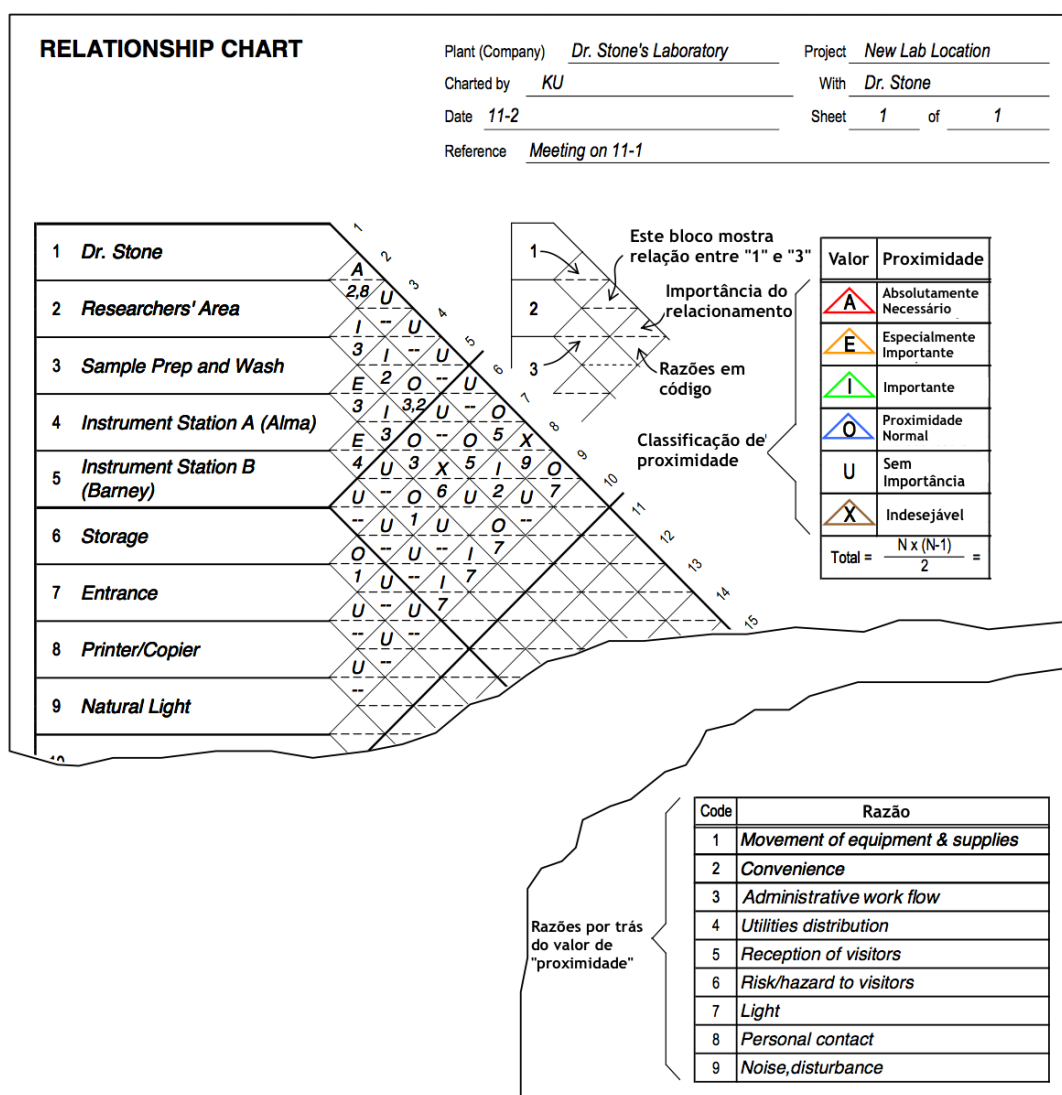 RELATIONSHIP CHART
Plant (Company) Dr. Stone's Laboratory Project New Lab Location
Charted by KU With Dr. Stone
Date 11-2 Sheet 1 of 1
Reference Meeting on 11-1
1 Dr. Stone
2 Researchers' Area
3 Sample Prep and Wash
4 Instrument Station A (Alma)
5 Instrument Station B
(Barney)
6 Storage
7 Entrance
8 Printer/Copier
9 Natural Light
1 2 3 4 5 6 7 8 9 10 11 12 13 14 15
A
2,8 U
I -- U
3 I -- U
E 2 O -- U
3 I 3,2 U -- O
E 3 O -- O 5 X
4 U 3 X 5 I 9 O
U -- O 6 U 2 U 7
-- U 1 U O --
O -- U -- I 7
1 U -- I 7
U -- U 7
-- U --
U --
--
1
2
3
Este bloco mostra
relação entre "1" e "3"
Importância do
relacionamento
Razões em
código
Classificação de
proximidade
Valor Proximidade
A Absolutamente
Necessário
E Especialmente
Importante
I Importante
O Proximidade
Normal
U Sem
Importância
X Indesejável
Total = N x (N-1) / 2 =
Razões por trás
do valor de
"proximidade"
Code Razão
1 Movement of equipment & supplies
2 Convenience
3 Administrative work flow
4 Utilities distribution
5 Reception of visitors
6 Risk/hazard to visitors
7 Light
8 Personal contact
9 Noise,disturbance